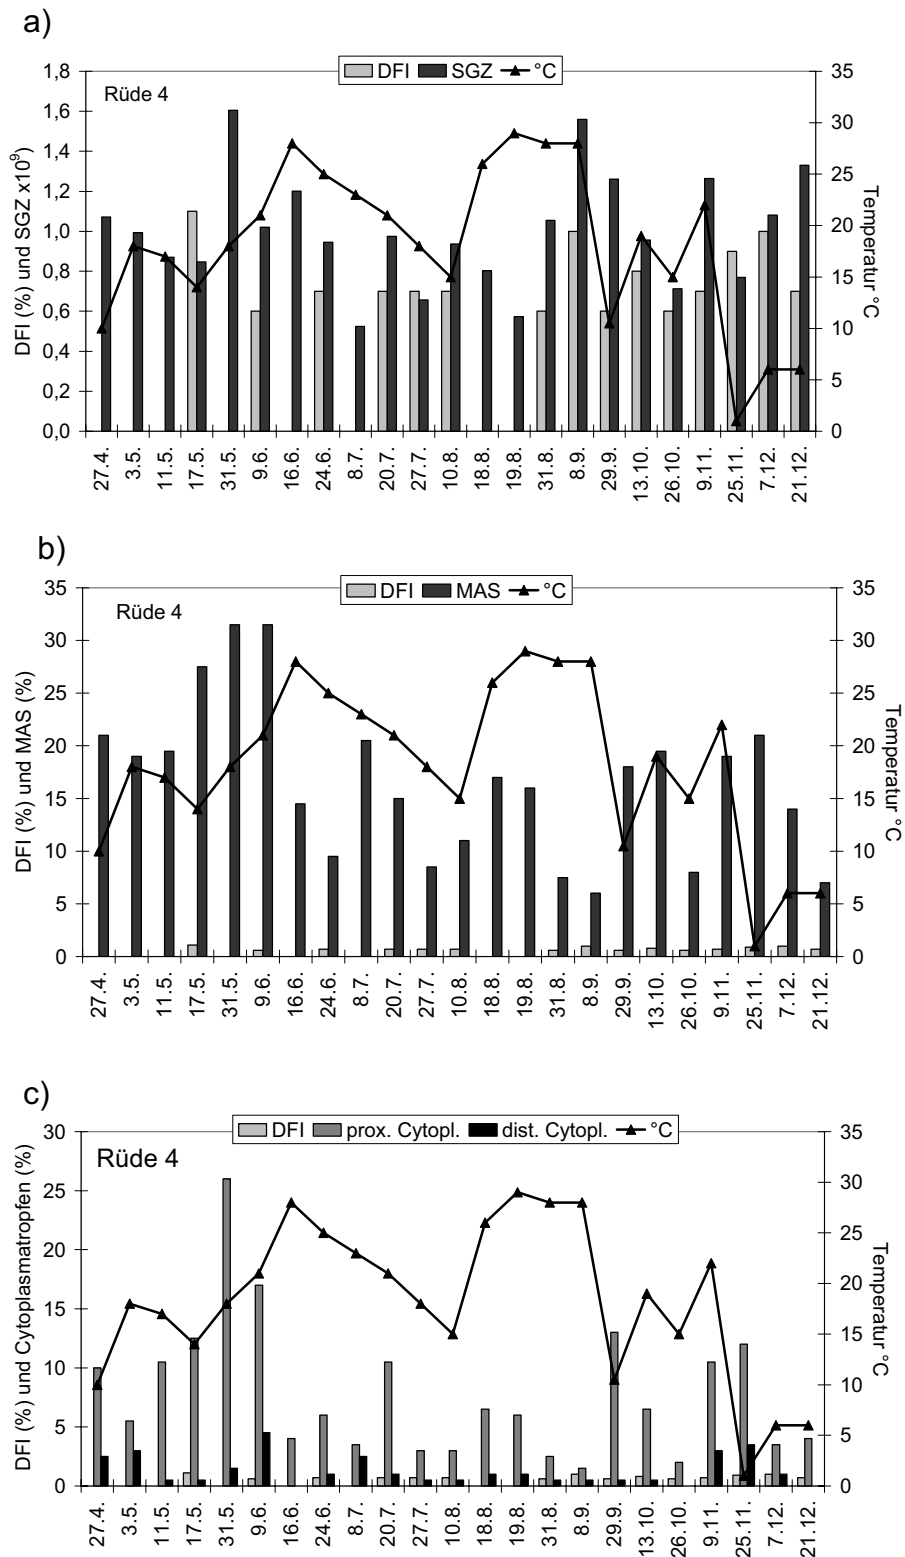 a)
DFI SGZ °C
Rüde 4
DFI (%) und SGZ x10⁹
1,8
1,6
1,4
1,2
1,0
0,8
0,6
0,4
0,2
0,0
35
30
25
20
15
10
5
0
Temperatur °C
27.4. 3.5. 11.5. 17.5. 31.5. 9.6. 16.6. 24.6. 8.7. 20.7. 27.7. 10.8. 18.8. 19.8. 31.8. 8.9. 29.9. 13.10. 26.10. 9.11. 25.11. 7.12. 21.12.
b)
DFI MAS °C
Rüde 4
DFI (%) und MAS (%)
35
30
25
20
15
10
5
0
35
30
25
20
15
10
5
0
Temperatur °C
27.4. 3.5. 11.5. 17.5. 31.5. 9.6. 16.6. 24.6. 8.7. 20.7. 27.7. 10.8. 18.8. 19.8. 31.8. 8.9. 29.9. 13.10. 26.10. 9.11. 25.11. 7.12. 21.12.
c)
DFI prox. Cytopl. dist. Cytopl. °C
Rüde 4
DFI (%) und Cytoplasmatropfen (%)
30
25
20
15
10
5
0
35
30
25
20
15
10
5
0
Temperatur °C
27.4. 3.5. 11.5. 17.5. 31.5. 9.6. 16.6. 24.6. 8.7. 20.7. 27.7. 10.8. 18.8. 19.8. 31.8. 8.9. 29.9. 13.10. 26.10. 9.11. 25.11. 7.12. 21.12.